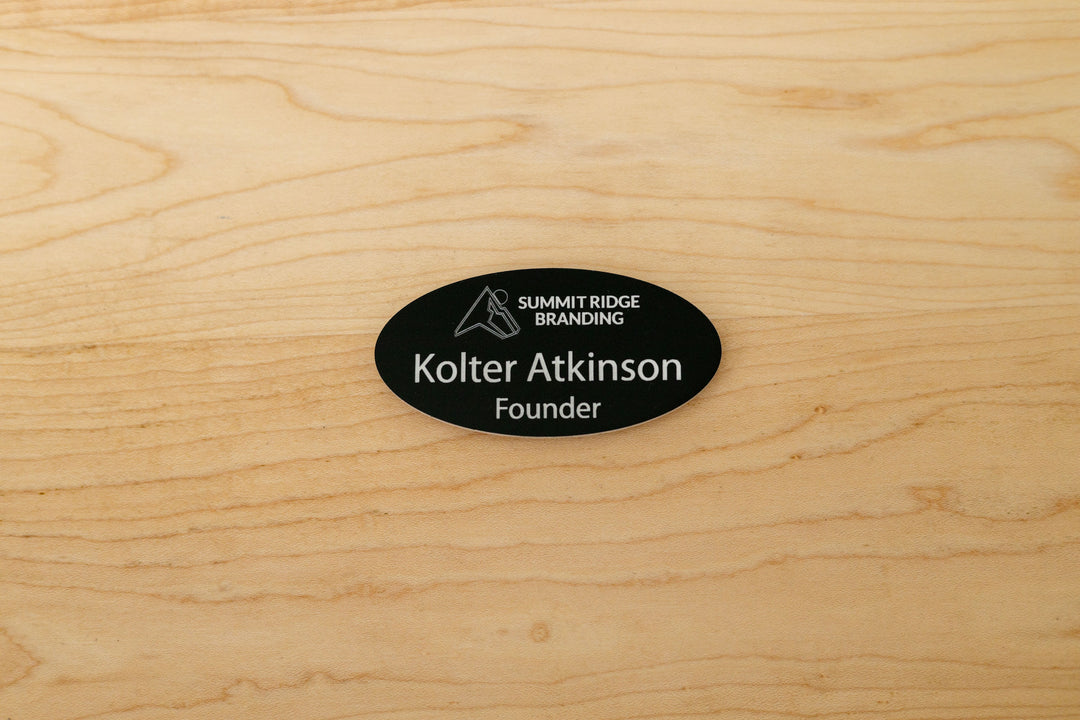 SUMMIT RIDGE
BRANDING
Kolter Atkinson
Founder